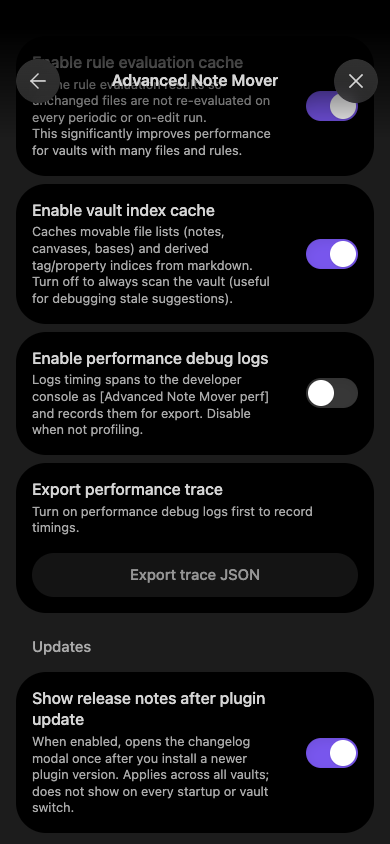 Enable rule evaluation cache
Advanced Note Mover
rule evaluation results so
unchanged files are not re-evaluated on
every periodic or on-edit run.
This significantly improves performance
for vaults with many files and rules.
Enable vault index cache
Caches movable file lists (notes,
canvases, bases) and derived
tag/property indices from markdown.
Turn off to always scan the vault (useful
for debugging stale suggestions).
Enable performance debug logs
Logs timing spans to the developer
console as [Advanced Note Mover perf]
and records them for export. Disable
when not profiling.
Export performance trace
Turn on performance debug logs first to record
timings.
Export trace JSON
Updates
Show release notes after plugin
update
When enabled, opens the changelog
modal once after you install a newer
plugin version. Applies across all vaults;
does not show on every startup or vault
switch.